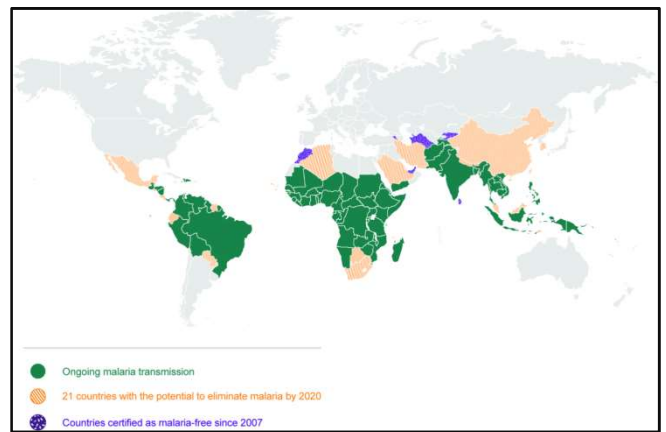 Ongoing malaria transmission
21 countries with the potential to eliminate malaria by 2020
Countries certified as malaria-free since 2007